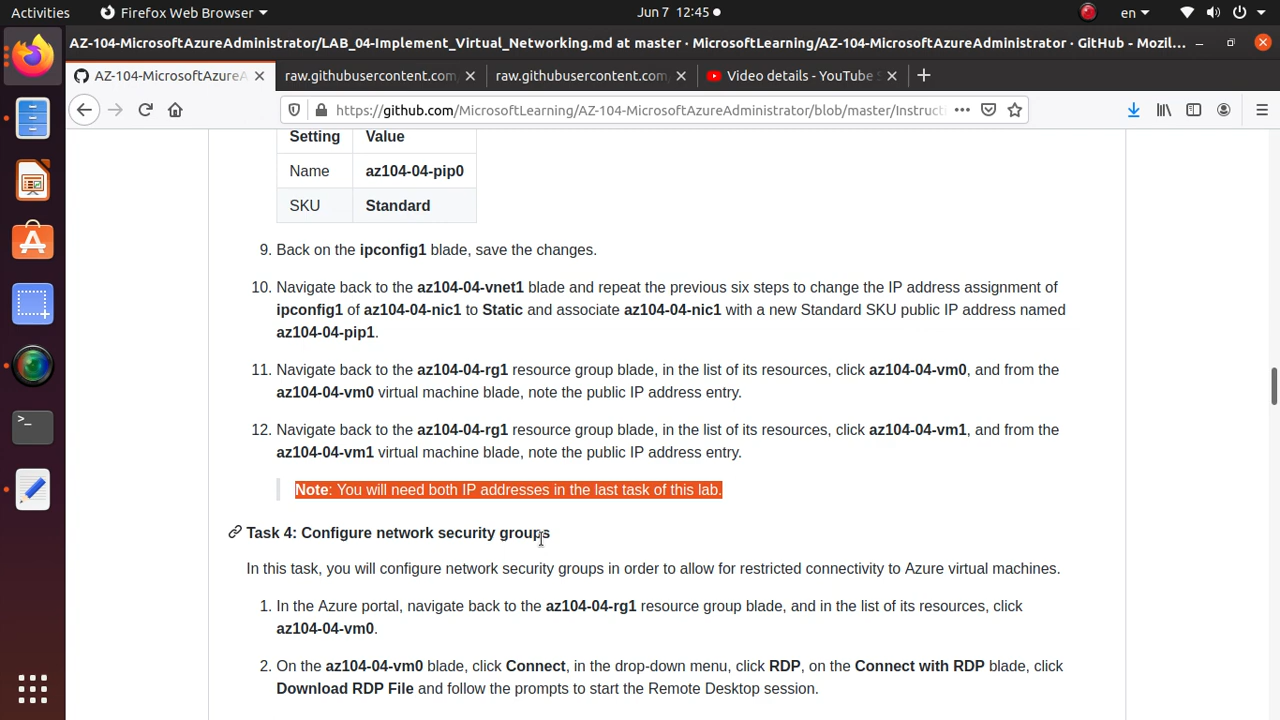 Activities Firefox Web Browser Jun 7 12:45 en
AZ-104-MicrosoftAzureAdministrator/LAB_04-Implement_Virtual_Networking.md at master · MicrosoftLearning/AZ-104-MicrosoftAzureAdministrator · GitHub - Mozil...
AZ-104-MicrosoftAzureA raw.githubusercontent.com raw.githubusercontent.com Video details - YouTube S
https://github.com/MicrosoftLearning/AZ-104-MicrosoftAzureAdministrator/blob/master/Instructi
Setting Value
Name az104-04-pip0
SKU Standard
9. Back on the ipconfig1 blade, save the changes.
10. Navigate back to the az104-04-vnet1 blade and repeat the previous six steps to change the IP address assignment of
ipconfig1 of az104-04-nic1 to Static and associate az104-04-nic1 with a new Standard SKU public IP address named
az104-04-pip1.
11. Navigate back to the az104-04-rg1 resource group blade, in the list of its resources, click az104-04-vm0, and from the
az104-04-vm0 virtual machine blade, note the public IP address entry.
12. Navigate back to the az104-04-rg1 resource group blade, in the list of its resources, click az104-04-vm1, and from the
az104-04-vm1 virtual machine blade, note the public IP address entry.
Note: You will need both IP addresses in the last task of this lab.
Task 4: Configure network security groups
In this task, you will configure network security groups in order to allow for restricted connectivity to Azure virtual machines.
1. In the Azure portal, navigate back to the az104-04-rg1 resource group blade, and in the list of its resources, click
az104-04-vm0.
2. On the az104-04-vm0 blade, click Connect, in the drop-down menu, click RDP, on the Connect with RDP blade, click
Download RDP File and follow the prompts to start the Remote Desktop session.